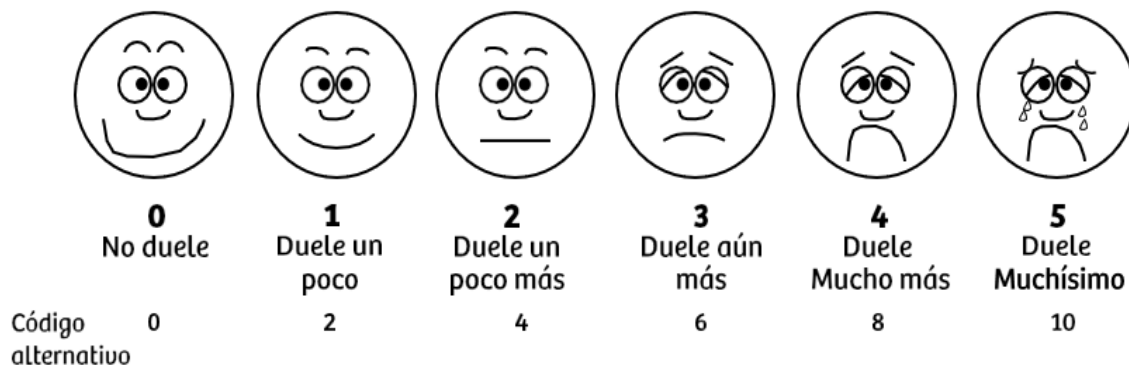 0 1 2 3 4 5
No duele Duele un Duele un Duele aún Duele Duele
poco poco más más Mucho más Muchísimo
Código 0 2 4 6 8 10
alternativo